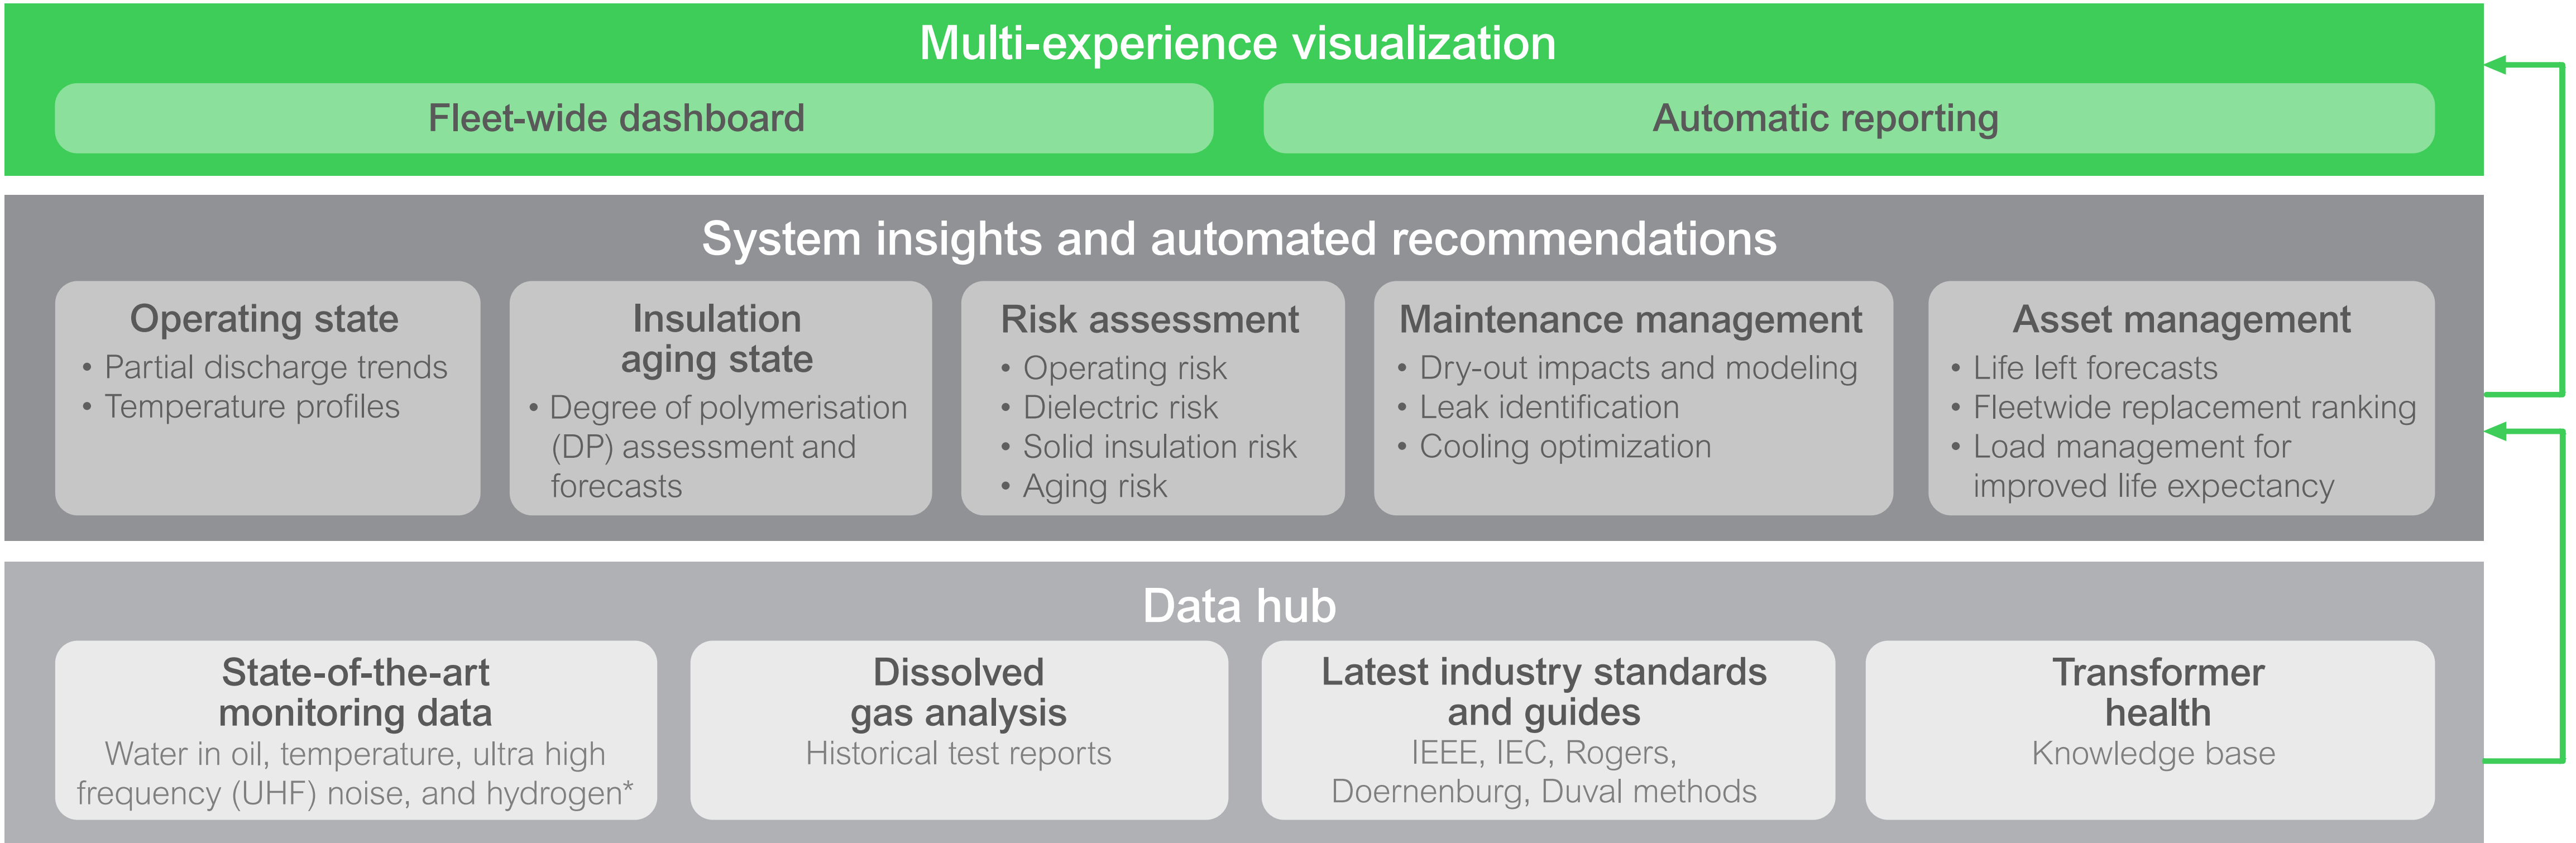 Multi-experience visualization
Fleet-wide dashboard
Automatic reporting
System insights and automated recommendations
Operating state
• Partial discharge trends
• Temperature profiles
Insulation
aging state
• Degree of polymerisation
(DP) assessment and
forecasts
Risk assessment
• Operating risk
• Dielectric risk
• Solid insulation risk
• Aging risk
Maintenance management
• Dry-out impacts and modeling
• Leak identification
• Cooling optimization
Asset management
• Life left forecasts
• Fleetwide replacement ranking
• Load management for
improved life expectancy
Data hub
State-of-the-art
monitoring data
Water in oil, temperature, ultra high
frequency (UHF) noise, and hydrogen*
Dissolved
gas analysis
Historical test reports
Latest industry standards
and guides
IEEE, IEC, Rogers,
Doernenburg, Duval methods
Transformer
health
Knowledge base